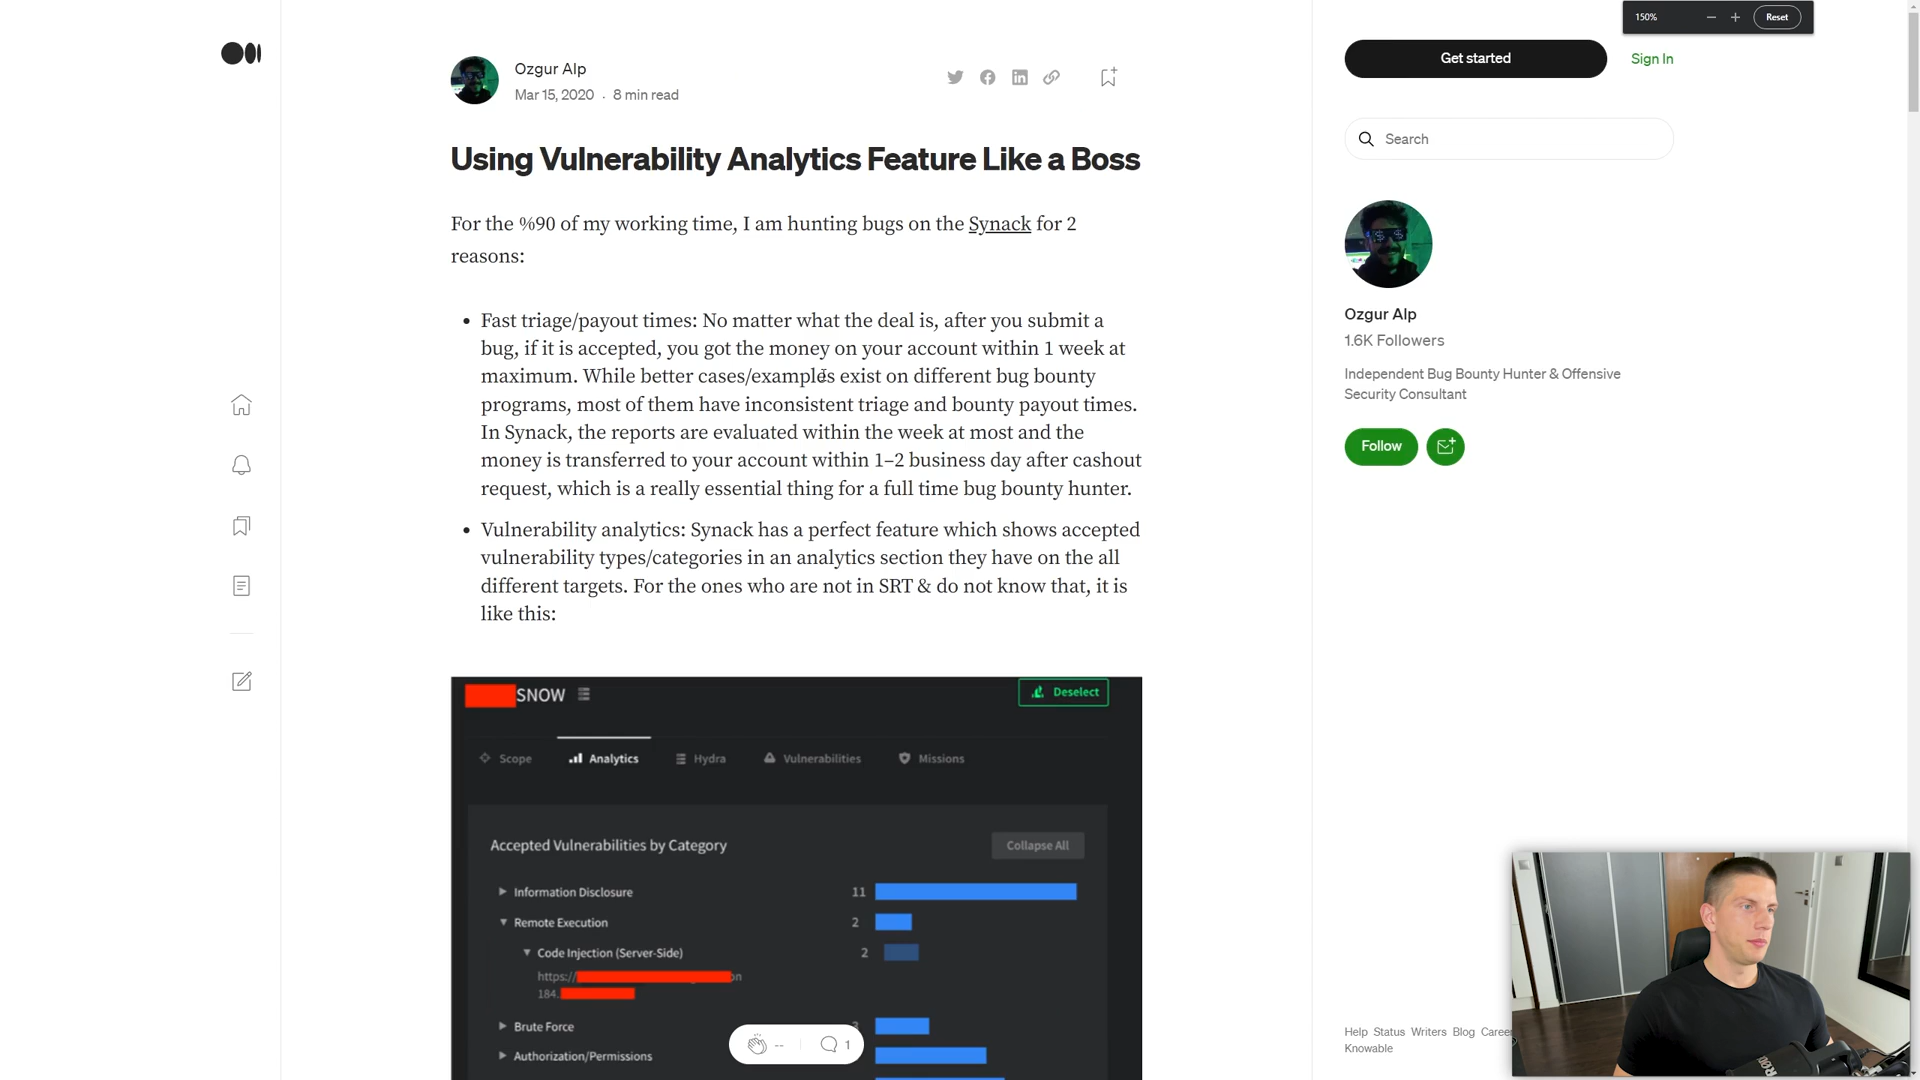 150%
Reset
Get started
Sign In
Ozgur Alp
Mar 15, 2020 · 8 min read
Search
Using Vulnerability Analytics Feature Like a Boss
For the %90 of my working time, I am hunting bugs on the Synack for 2
reasons:
• Fast triage/payout times: No matter what the deal is, after you submit a
bug, if it is accepted, you got the money on your account within 1 week at
maximum. While better cases/examples exist on different bug bounty
programs, most of them have inconsistent triage and bounty payout times.
In Synack, the reports are evaluated within the week at most and the
money is transferred to your account within 1–2 business day after cashout
request, which is a really essential thing for a full time bug bounty hunter.
• Vulnerability analytics: Synack has a perfect feature which shows accepted
vulnerability types/categories in an analytics section they have on the all
different targets. For the ones who are not in SRT & do not know that, it is
like this:
Ozgur Alp
1.6K Followers
Independent Bug Bounty Hunter & Offensive
Security Consultant
Follow
SNOW
Deselect
Scope Analytics Hydra Vulnerabilities Missions
Accepted Vulnerabilities by Category
Collapse All
Information Disclosure 11
Remote Execution 2
Code Injection (Server-Side) 2
https://
on
184.
Brute Force
Authorization/Permissions
-- 1
Help Status Writers Blog
Knowable